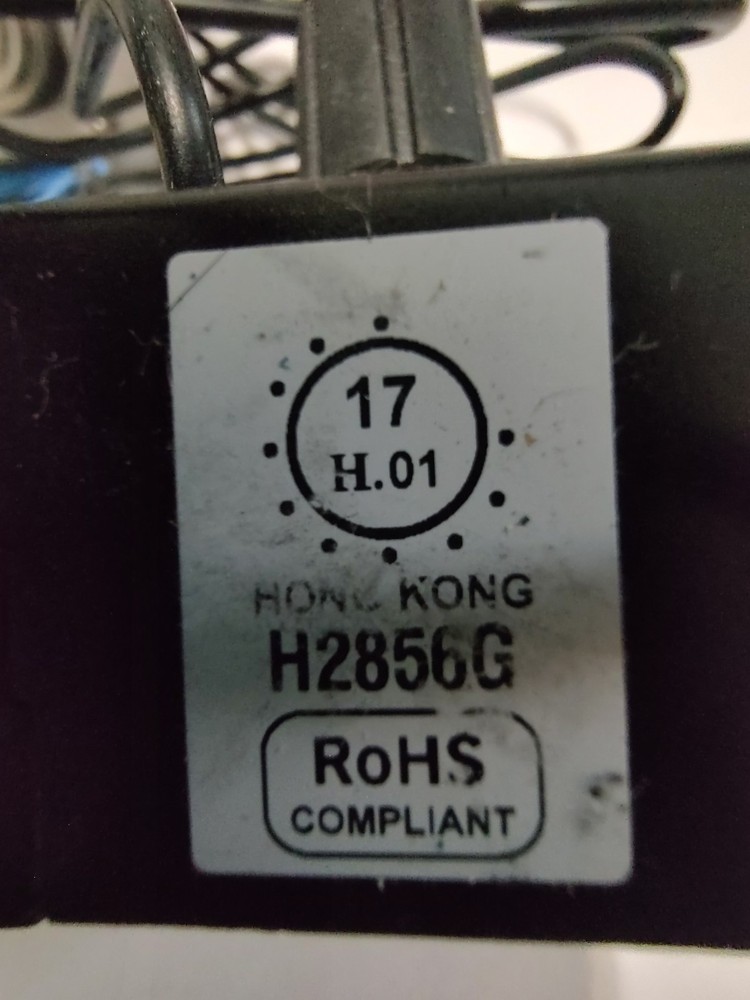 17
H.01
HONG KONG
H2856G
RoHS
COMPLIANT